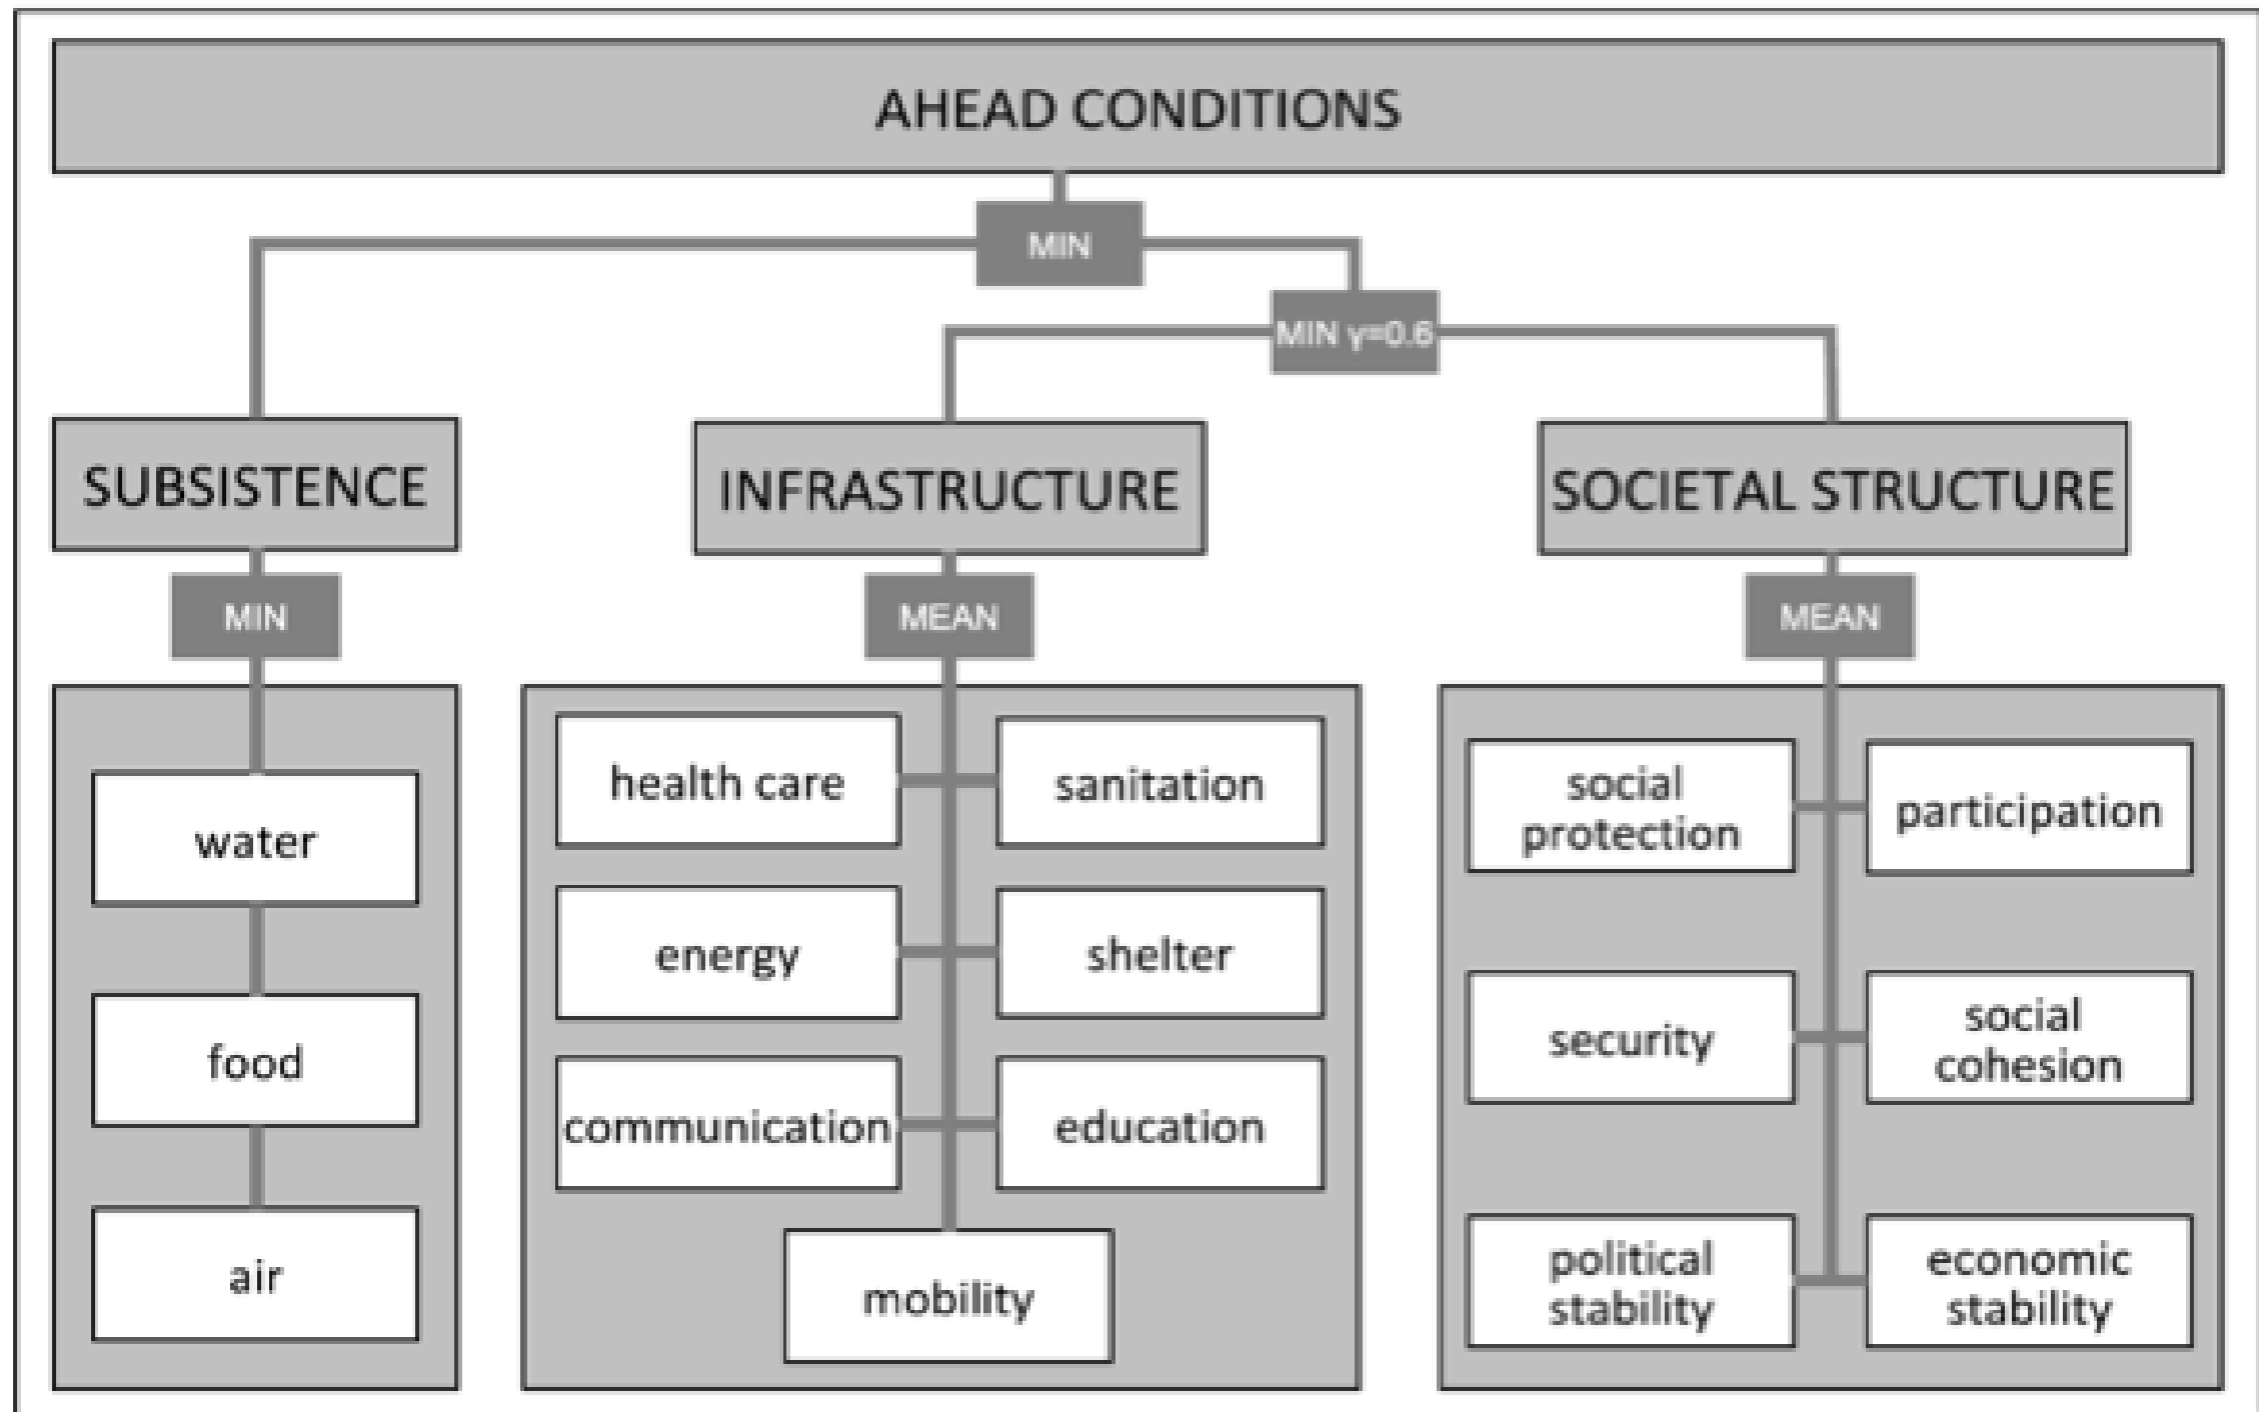 AHEAD CONDITIONS
MIN
MIN γ=0.6
SUBSISTENCE
INFRASTRUCTURE
SOCIETAL STRUCTURE
MIN
MEAN
MEAN
water
food
air
health care
sanitation
energy
shelter
communication
education
mobility
social
protection
participation
security
social
cohesion
political
stability
economic
stability